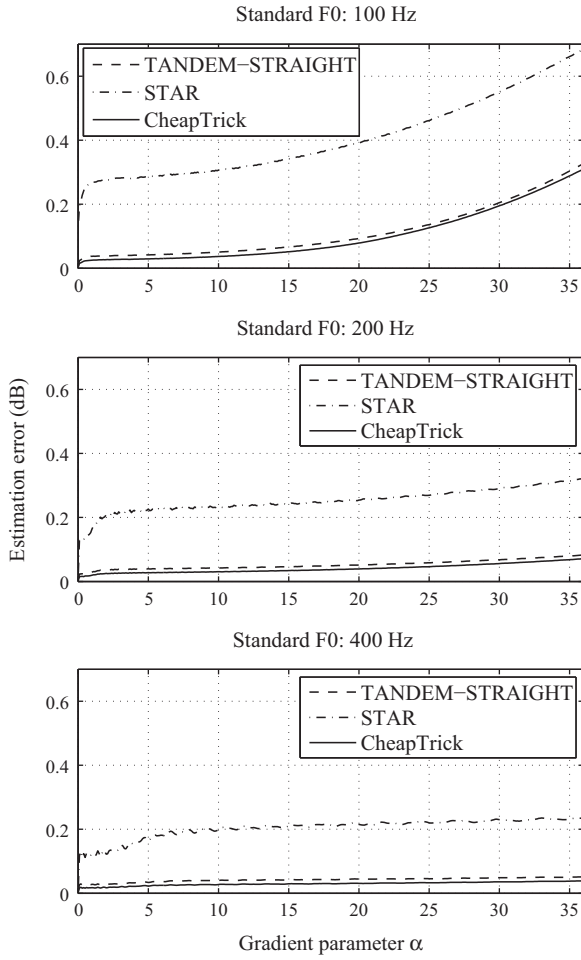 Standard F0: 100 Hz
0.6
0.4
0.2
0
TANDEM−STRAIGHT
STAR
CheapTrick
0 5 10 15 20 25 30 35
Standard F0: 200 Hz
0.6
0.4
0.2
0
TANDEM−STRAIGHT
STAR
CheapTrick
0 5 10 15 20 25 30 35
Estimation error (dB)
Standard F0: 400 Hz
0.6
0.4
0.2
0
TANDEM−STRAIGHT
STAR
CheapTrick
0 5 10 15 20 25 30 35
Gradient parameter α